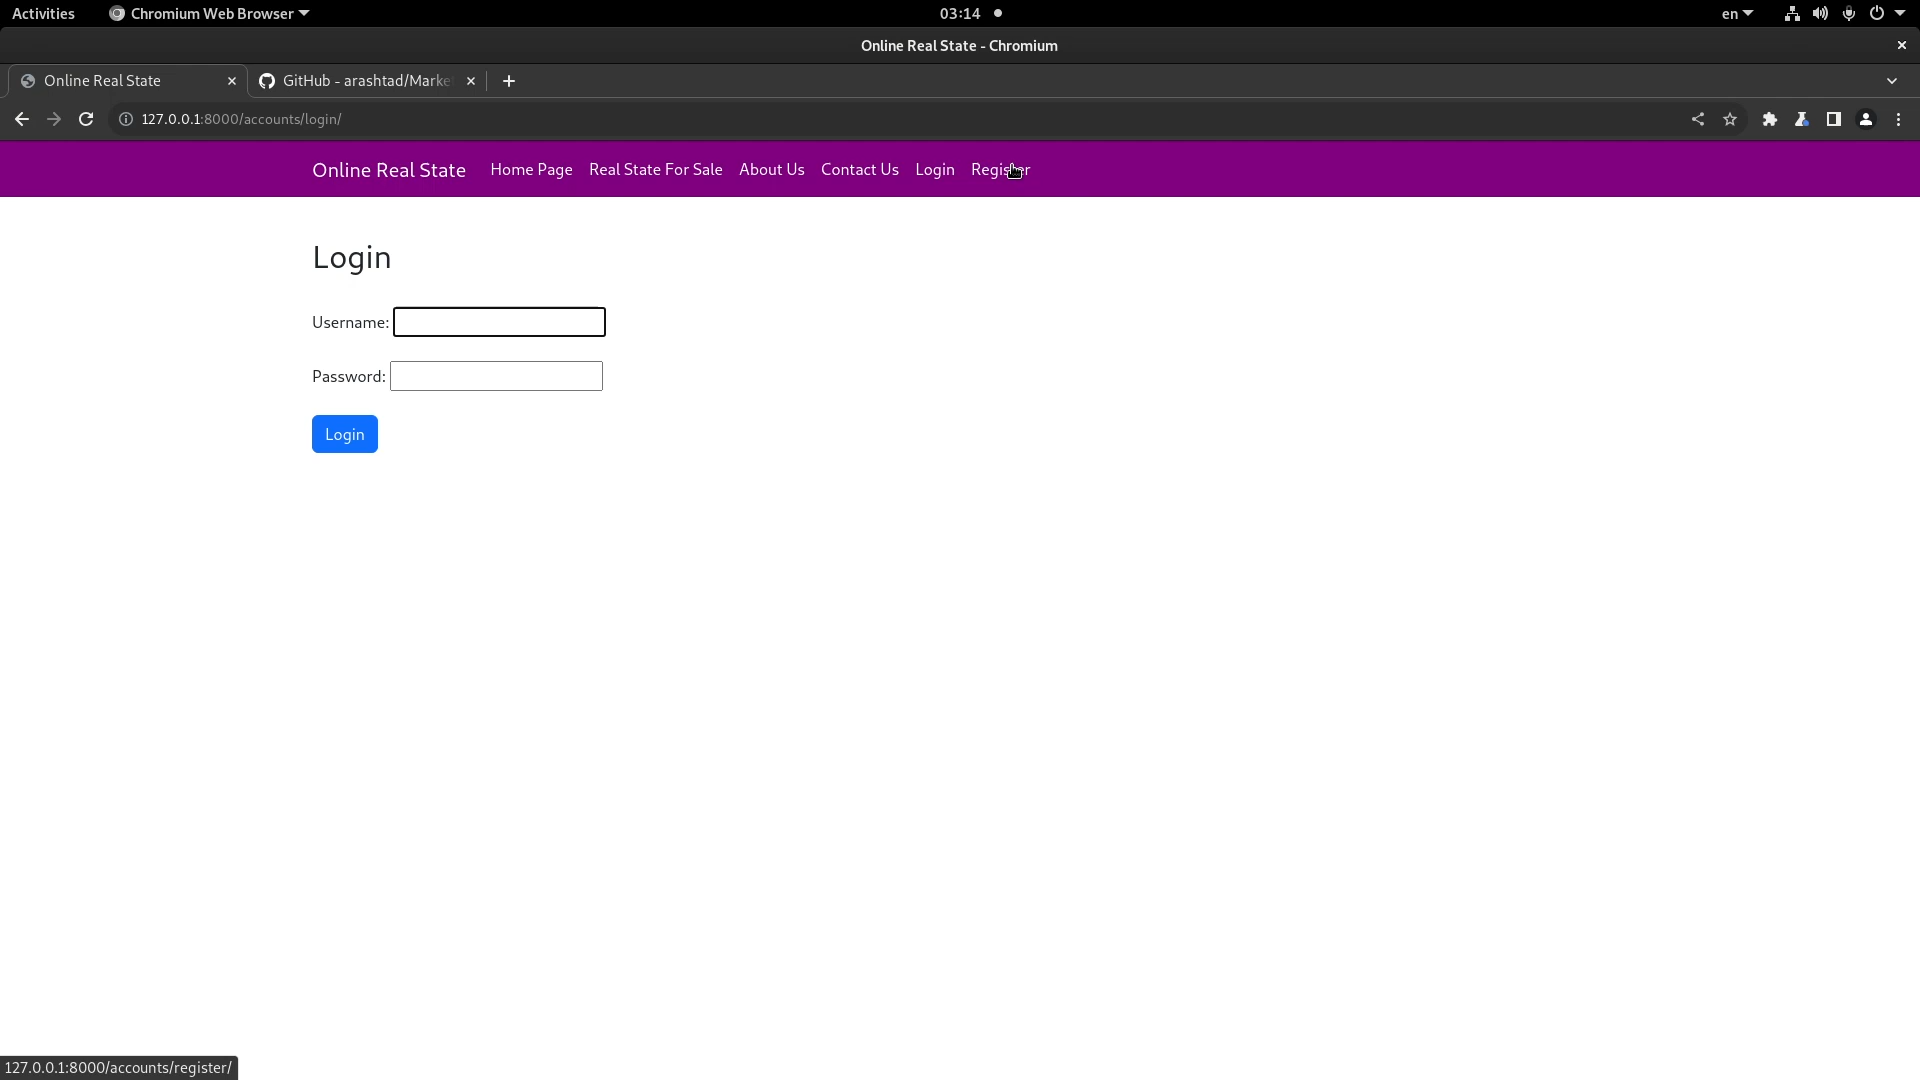 Activities Chromium Web Browser 03:14 en
Online Real State - Chromium
Online Real State GitHub - arashtad/Marke
127.0.0.1:8000/accounts/login/
Online Real State Home Page Real State For Sale About Us Contact Us Login Register
Login
Username:
Password:
Login
127.0.0.1:8000/accounts/register/